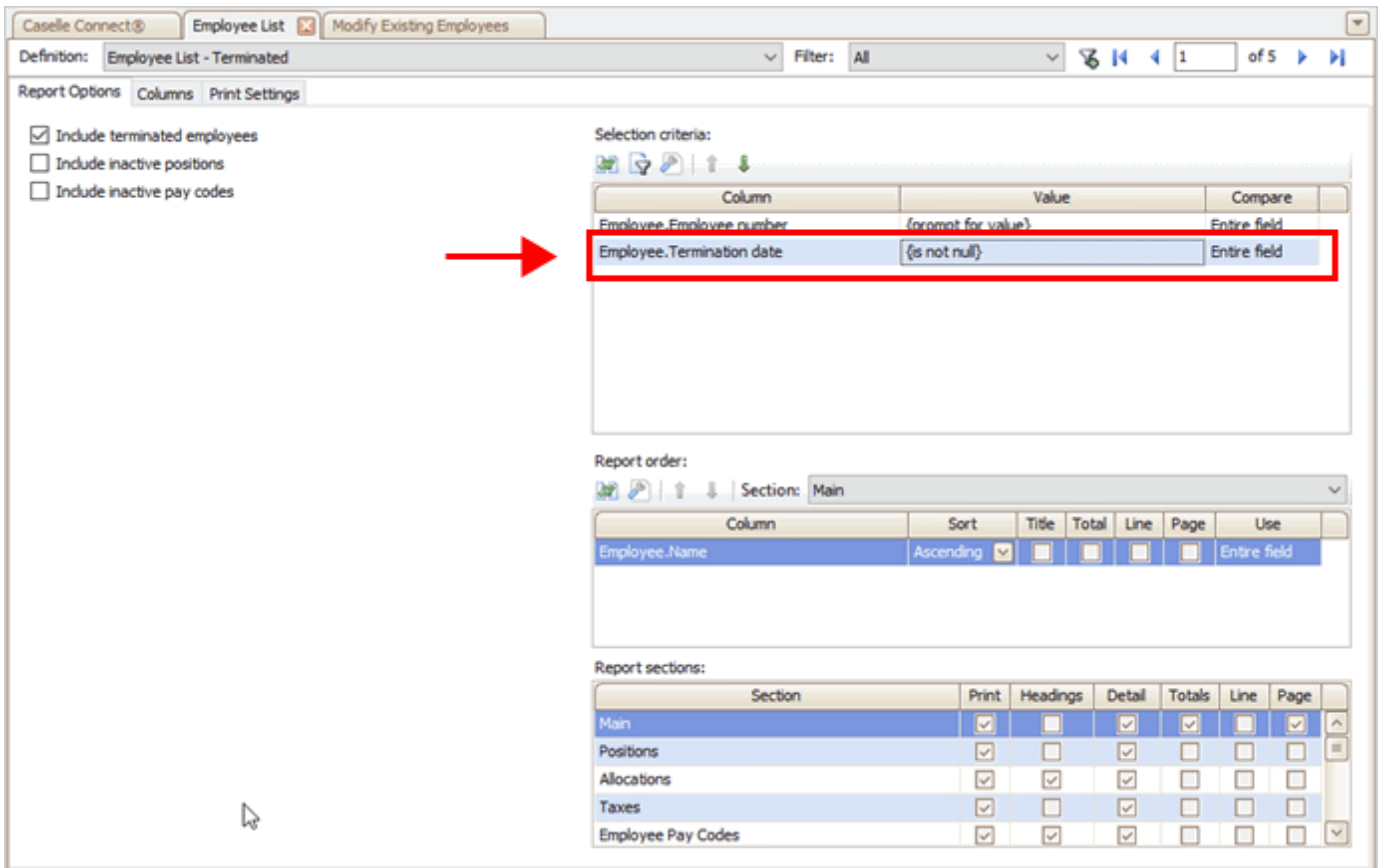 Caselle Connect® Employee List Modify Existing Employees
Definition: Employee List - Terminated Filter: All 1 of 5
Report Options Columns Print Settings
Include terminated employees
Include inactive positions
Include inactive pay codes
Selection criteria:
Column Value Compare
Employee.Employee number {prompt for value} Entire field
Employee.Termination date {is not null} Entire field
Report order:
Section: Main
Column Sort Title Total Line Page Use
Employee.Name Ascending Entire field
Report sections:
Section Print Headings Detail Totals Line Page
Main
Positions
Allocations
Taxes
Employee Pay Codes